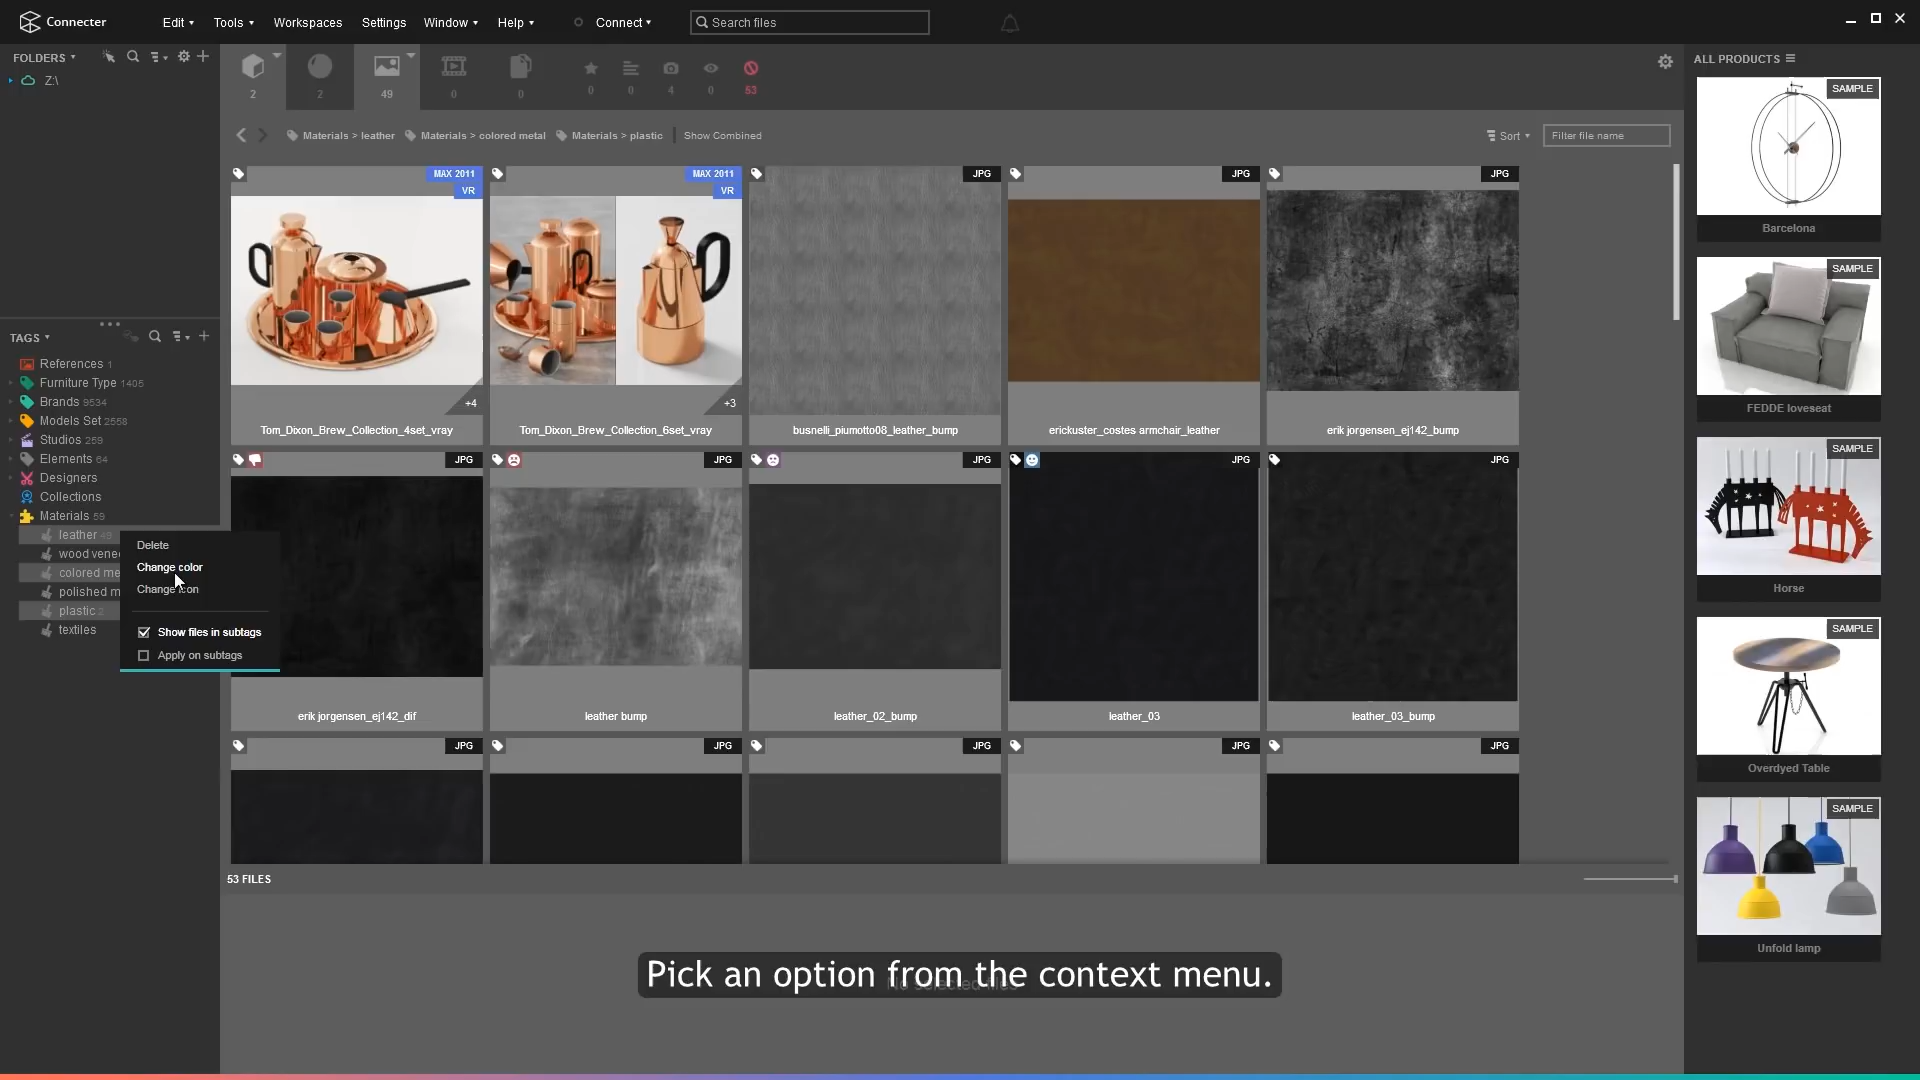 Connecter
Edit
Tools
Workspaces
Settings
Window
Help
Connect
Search files
FOLDERS
Z:\
2
2
49
0
0
0
0
4
0
53
Materials > leather
Materials > colored metal
Materials > plastic
Show Combined
Sort
Filter file name
TAGS
References 1
Furniture Type 1406
Brands 9534
Models Set 2558
Studios 259
Elements 64
Designers
Collections
Materials 59
leather 49
wood vene
colored me
polished m
plastic 2
textiles
Delete
Change color
Change icon
Show files in subtags
Apply on subtags
MAX 2011
VR
+4
Tom_Dixon_Brew_Collection_4set_vray
MAX 2011
VR
+3
Tom_Dixon_Brew_Collection_6set_vray
JPG
busnelli_piumotto08_leather_bump
JPG
erickuster_costes armchair_leather
JPG
erik jorgensen_ej142_bump
JPG
erik jorgensen_ej142_dif
JPG
leather bump
JPG
leather_02_bump
JPG
leather_03
JPG
leather_03_bump
JPG
JPG
JPG
JPG
JPG
53 FILES
Pick an option from the context menu.
ALL PRODUCTS
SAMPLE
Barcelona
SAMPLE
FEDDE loveseat
SAMPLE
Horse
SAMPLE
Overdyed Table
SAMPLE
Unfold lamp